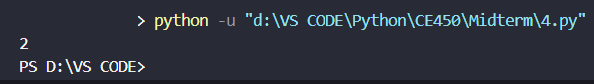 > python -u "d:\VS CODE\Python\CE450\Midterm\4.py"
2
PS D:\VS CODE>